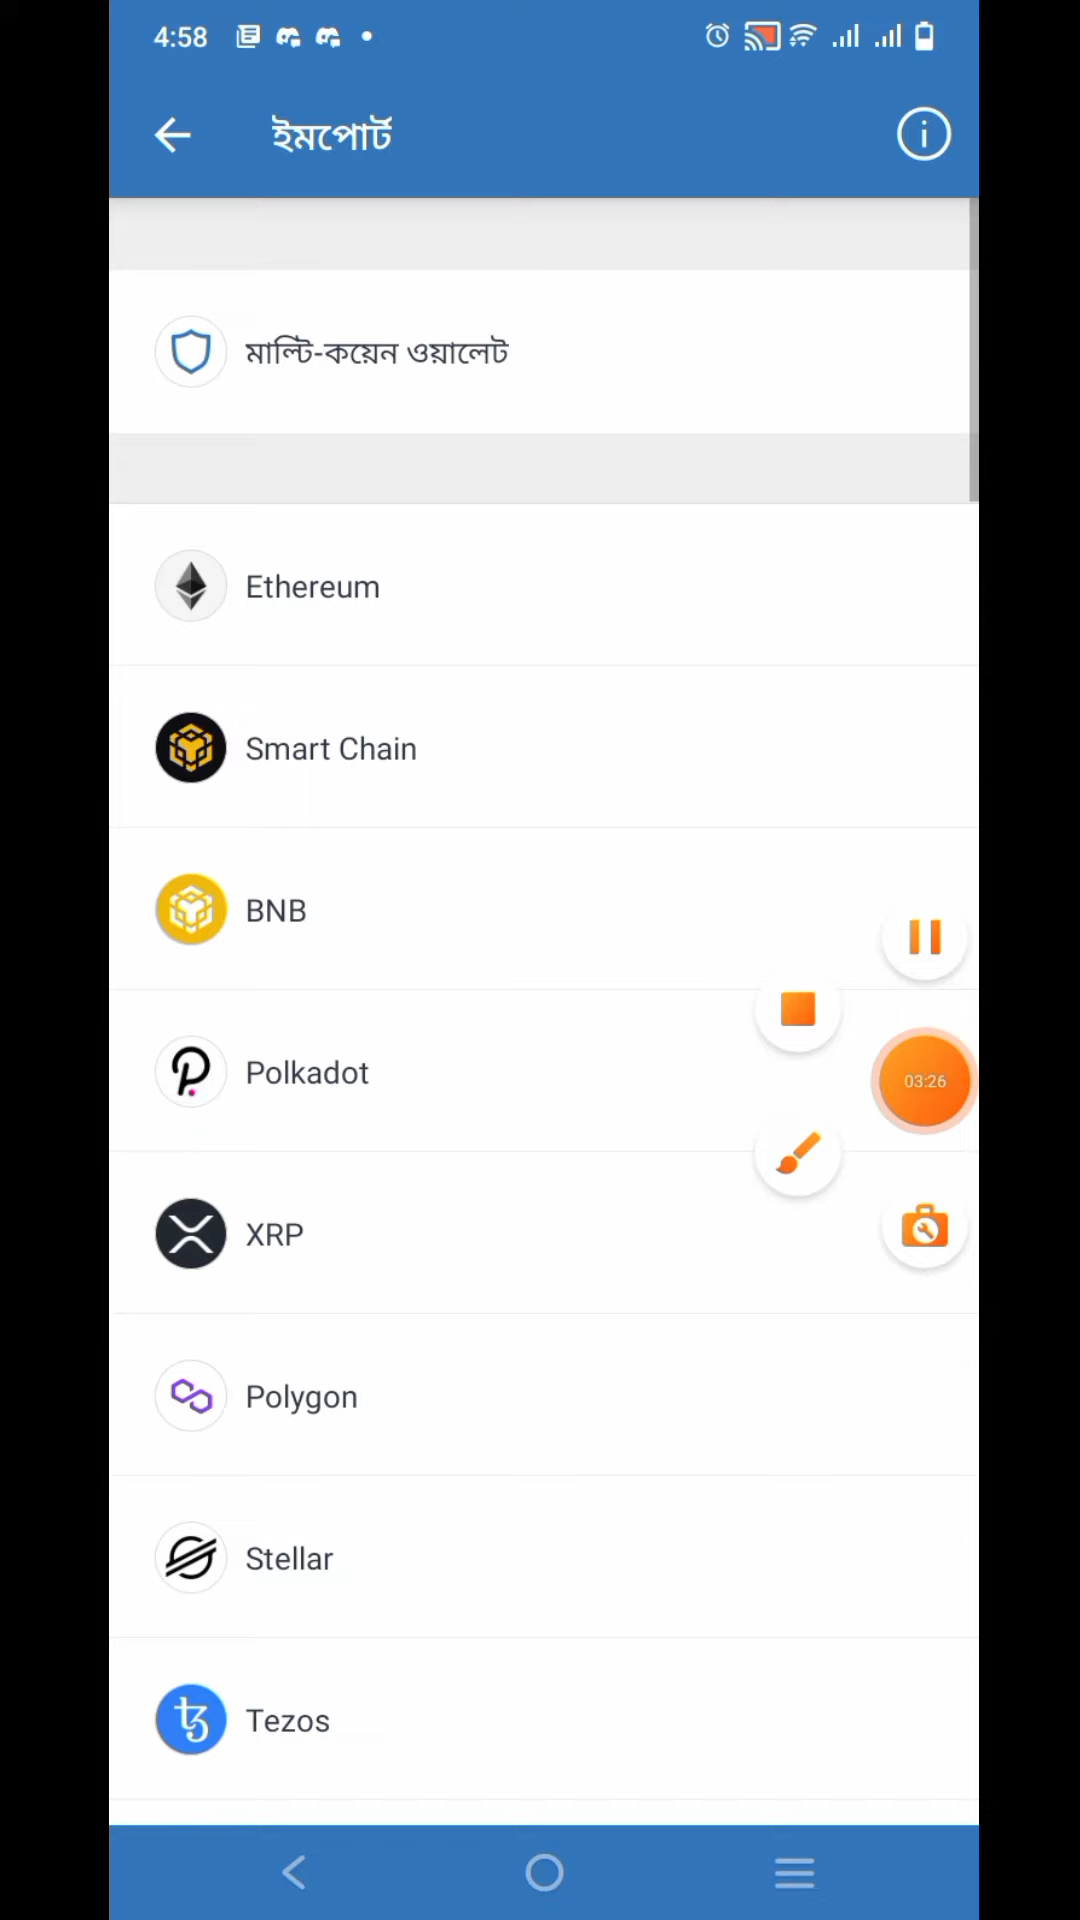 4:58
ইমপোর্ট
মাল্টি-কয়েন ওয়ালেট
Ethereum
Smart Chain
BNB
Polkadot
03:26
XRP
Polygon
Stellar
Tezos